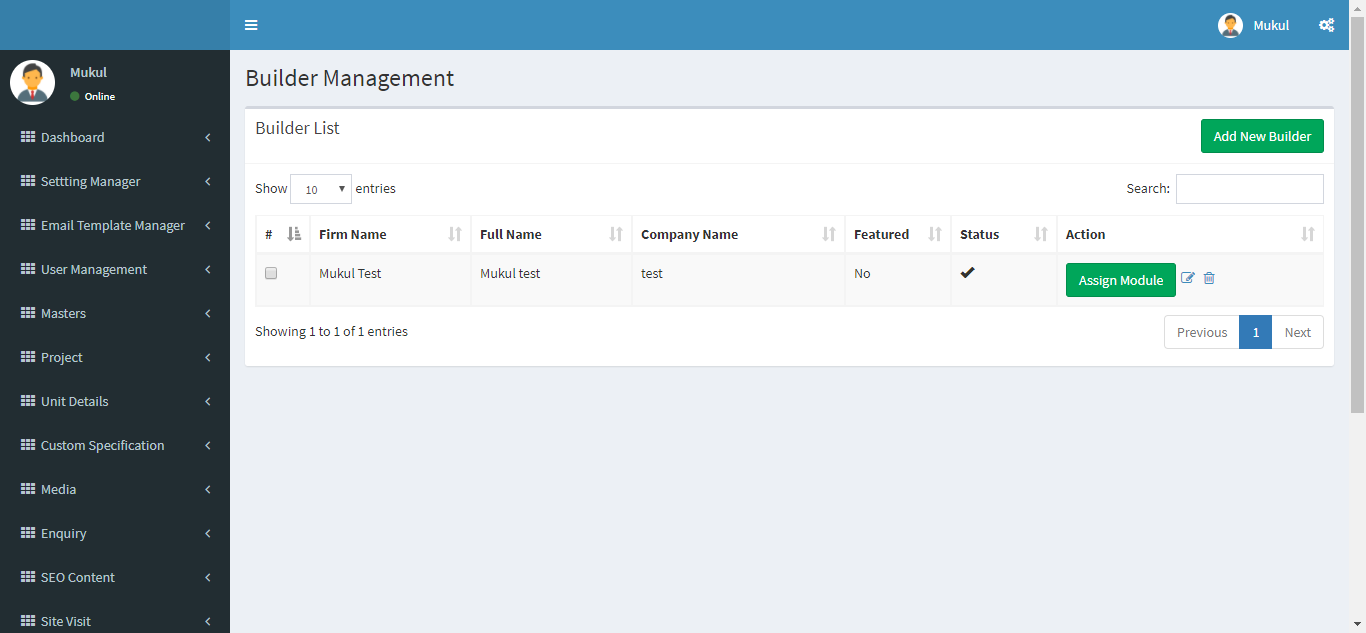 Mukul
Mukul
Online
Dashboard
Settting Manager
Email Template Manager
User Management
Masters
Project
Unit Details
Custom Specification
Media
Enquiry
SEO Content
Site Visit
Builder Management
Builder List
Add New Builder
Show 10 entries
Search:
# Firm Name Full Name Company Name Featured Status Action
Mukul Test Mukul test test No Assign Module
Showing 1 to 1 of 1 entries
Previous 1 Next